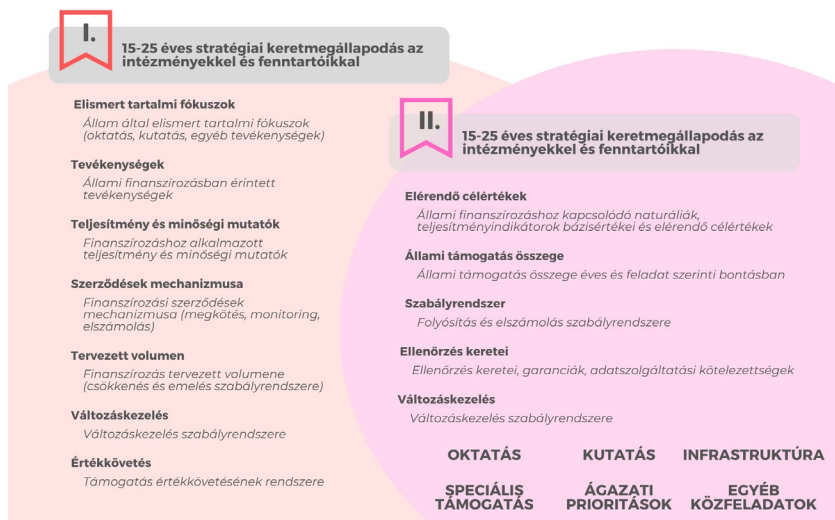 I.
15-25 éves stratégiai keretmegállapodás az
intézményekkel és fenntartóikkal
Elismert tartalmi fókuszok
Állam által elismert tartalmi fókuszok
(oktatás, kutatás, egyéb tevékenységek)
Tevékenységek
Állami finanszírozásban érintett
tevékenységek
Teljesítmény és minőségi mutatók
Finanszírozáshoz alkalmazott
teljesítmény és minőségi mutatók
Szerződések mechanizmusa
Finanszírozási szerződések
mechanizmusa (megkötés, monitoring,
elszámolás)
Tervezett volumen
Finanszírozás tervezett volumene
(csökkenés és emelés szabályrendszere)
Változáskezelés
Változáskezelés szabályrendszere
Értékkövetés
Támogatás értékkövetésének rendszere
II.
15-25 éves stratégiai keretmegállapodás az
intézményekkel és fenntartóikkal
Elérendő célértékek
Állami finanszírozáshoz kapcsolódó naturáliák,
teljesítményindikátorok bázisértékei és elérendő célértékek
Állami támogatás összege
Állami támogatás összege éves és feladat szerinti bontásban
Szabályrendszer
Folyósítás és elszámolás szabályrendszere
Ellenőrzés keretei
Ellenőrzés keretei, garanciák, adatszolgáltatási kötelezettségek
Változáskezelés
Változáskezelés szabályrendszere
OKTATÁS KUTATÁS INFRASTRUKTÚRA
SPECIÁLIS
TÁMOGATÁS
ÁGAZATI
PRIORITÁSOK
EGYÉB
KÖZFELADATOK